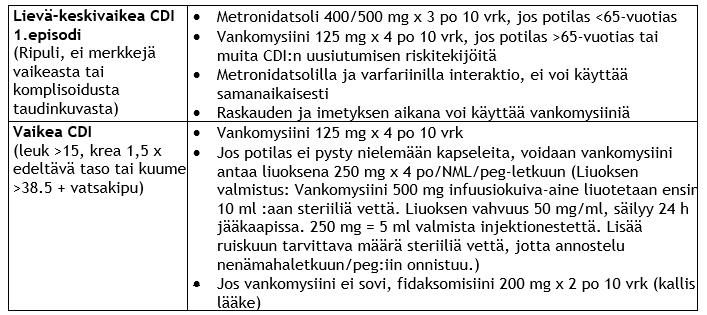 Lievä-keskivaikea CDI
1.episodi
(Ripuli, ei merkkejä
vaikeasta tai
komplisoidusta
taudinkuvasta)
• Metronidatsoli 400/500 mg x 3 po 10 vrk, jos potilas <65-vuotias
• Vankomysiini 125 mg x 4 po 10 vrk, jos potilas >65-vuotias tai
muita CDI:n uusiutumisen riskitekijöitä
• Metronidatsolilla ja varfariinilla interaktio, ei voi käyttää
samanaikaisesti
• Raskauden ja imetyksen aikana voi käyttää vankomysiiniä
Vaikea CDI
(leuk >15, krea 1,5 x
edeltävä taso tai kuume
>38.5 + vatsakipu)
• Vankomysiini 125 mg x 4 po 10 vrk
• Jos potilas ei pysty nielemään kapseleita, voidaan vankomysiini
antaa liuoksena 250 mg x 4 po/NML/peg-letkuun (Liuoksen
valmistus: Vankomysiini 500 mg infuusiokuiva-aine liuotetaan ensin
10 ml :aan steriiliä vettä. Liuoksen vahvuus 50 mg/ml, säilyy 24 h
jääkaapissa. 250 mg = 5 ml valmista injektionestettä. Lisää
ruiskuun tarvittava määrä steriiliä vettä, jotta annostelu
nenämahaletkuun/peg:iin onnistuu.)
• Jos vankomysiini ei sovi, fidaksomisiini 200 mg x 2 po 10 vrk (kallis
lääke)